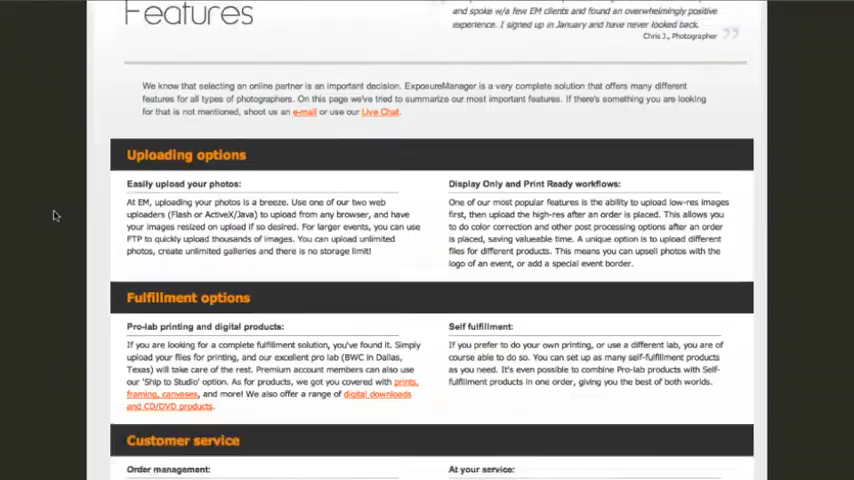 Features
and spoke w/a few EM clients and found an overwhelmingly positive
experience. I signed up in January and have never looked back.
Chris J., Photographer
We know that selecting an online partner is an important decision. ExposureManager is a very complete solution that offers many different
features for all types of photographers. On this page we've tried to summarize our most important features. If there's something you are looking
for that is not mentioned, shoot us an e-mail or use our Live Chat.
Uploading options
Easily upload your photos:
At EM, uploading your photos is a breeze. Use one of our two web
uploaders (Flash or ActiveX/Java) to upload from any browser, and have
your images resized on upload if so desired. For larger events, you can use
FTP to quickly upload thousands of images. You can upload unlimited
photos, create unlimited galleries and there is no storage limit!
Display Only and Print Ready workflows:
One of our most popular features is the ability to upload low-res images
first, then upload the high-res after an order is placed. This allows you
to do color correction and other post processing options after an order
is placed, saving valueable time. A unique option is to upload different
files for different products. This means you can upsell photos with the
logo of an event, or add a special event border.
Fulfillment options
Pro-lab printing and digital products:
If you are looking for a complete fulfillment solution, you've found it. Simply
upload your files for printing, and our excellent pro lab (BWC in Dallas,
Texas) will take care of the rest. Premium account members can also use
our 'Ship to Studio' option. As for products, we got you covered with prints,
framing, canvases, and more! We also offer a range of digital downloads
and CD/DVD products.
Self fulfillment:
If you prefer to do your own printing, or use a different lab, you are of
course able to do so. You can set up as many self-fulfillment products
as you need. It's even possible to combine Pro-lab products with Self-
fulfillment products in one order, giving you the best of both worlds.
Customer service
Order management:
At your service: